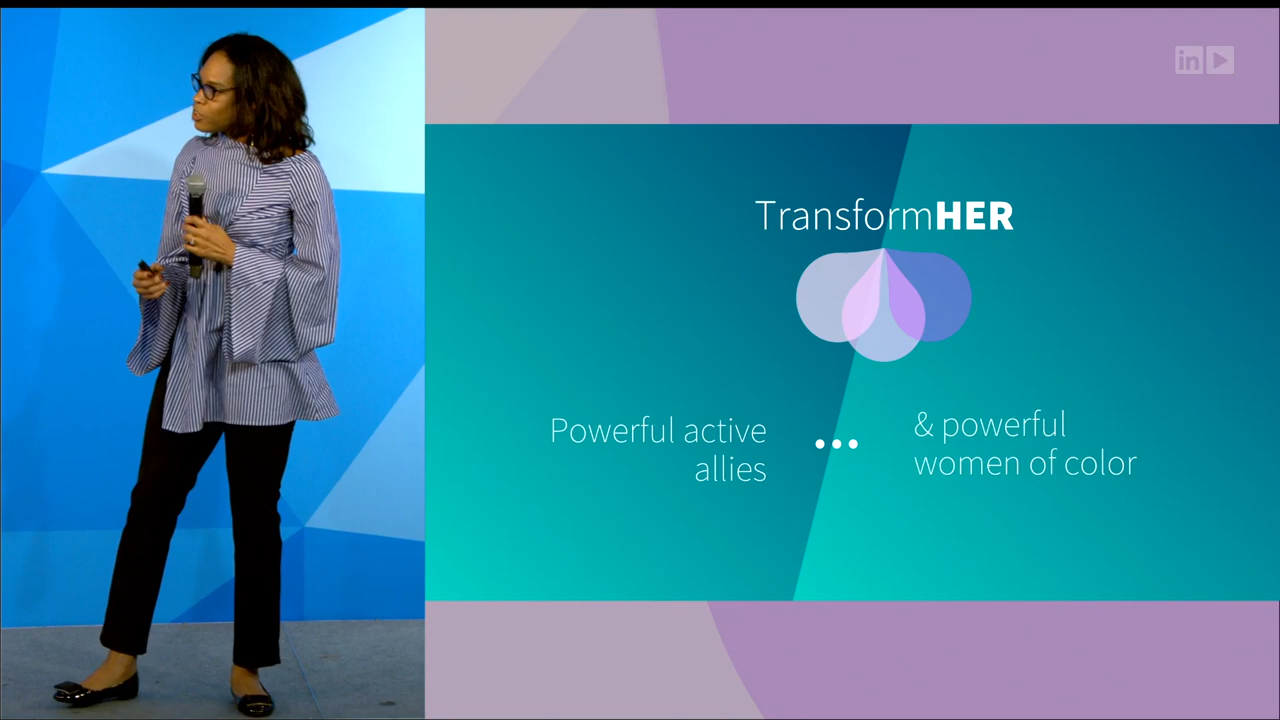 in
TransformHER
Powerful active
allies
...
& powerful
women of color